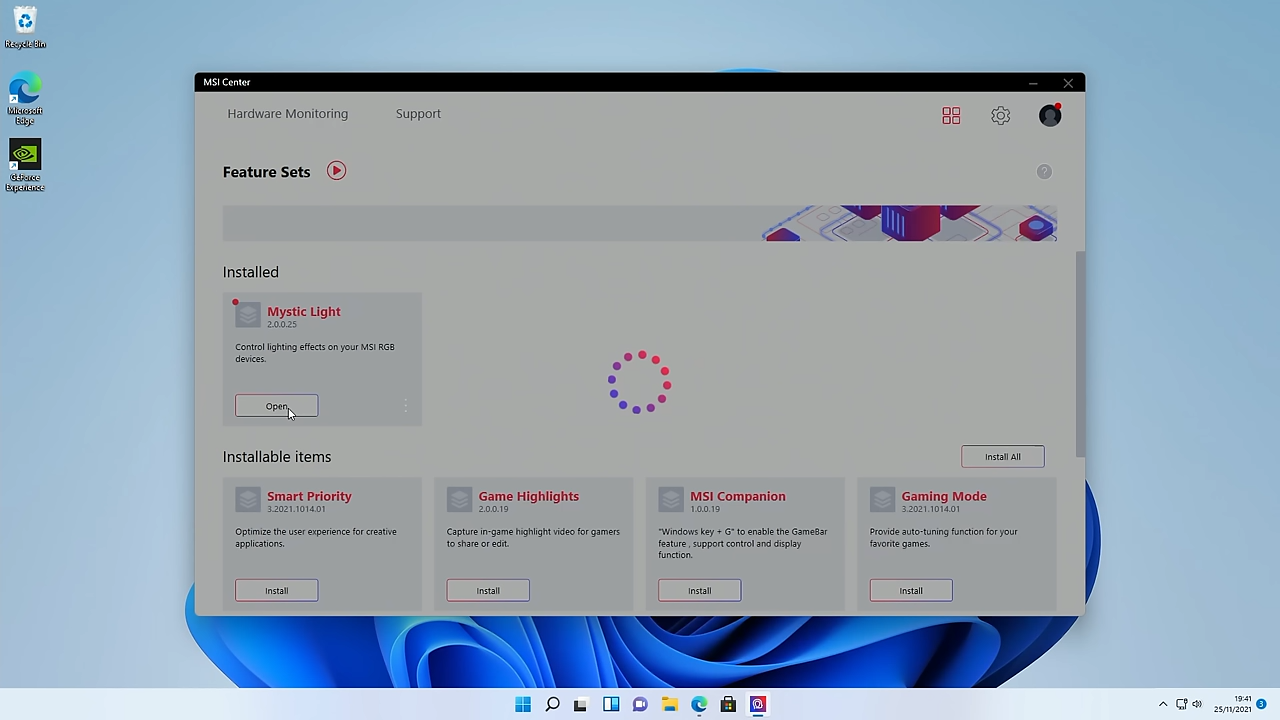 Recycle Bin
Microsoft
Edge
GeForce
Experience
MSI Center
Hardware Monitoring
Support
Feature Sets
?
Installed
Mystic Light
2.0.0.25
Control lighting effects on your MSI RGB
devices.
Open
Installable items
Install All
Smart Priority
3.2021.1014.01
Optimize the user experience for creative
applications.
Install
Game Highlights
2.0.0.19
Capture in-game highlight video for gamers
to share or edit.
Install
MSI Companion
1.0.0.19
"Windows key + G" to enable the GameBar
feature , support control and display
function.
Install
Gaming Mode
3.2021.1014.01
Provide auto-tuning function for your
favorite games.
Install
19:41
25/11/2021
3